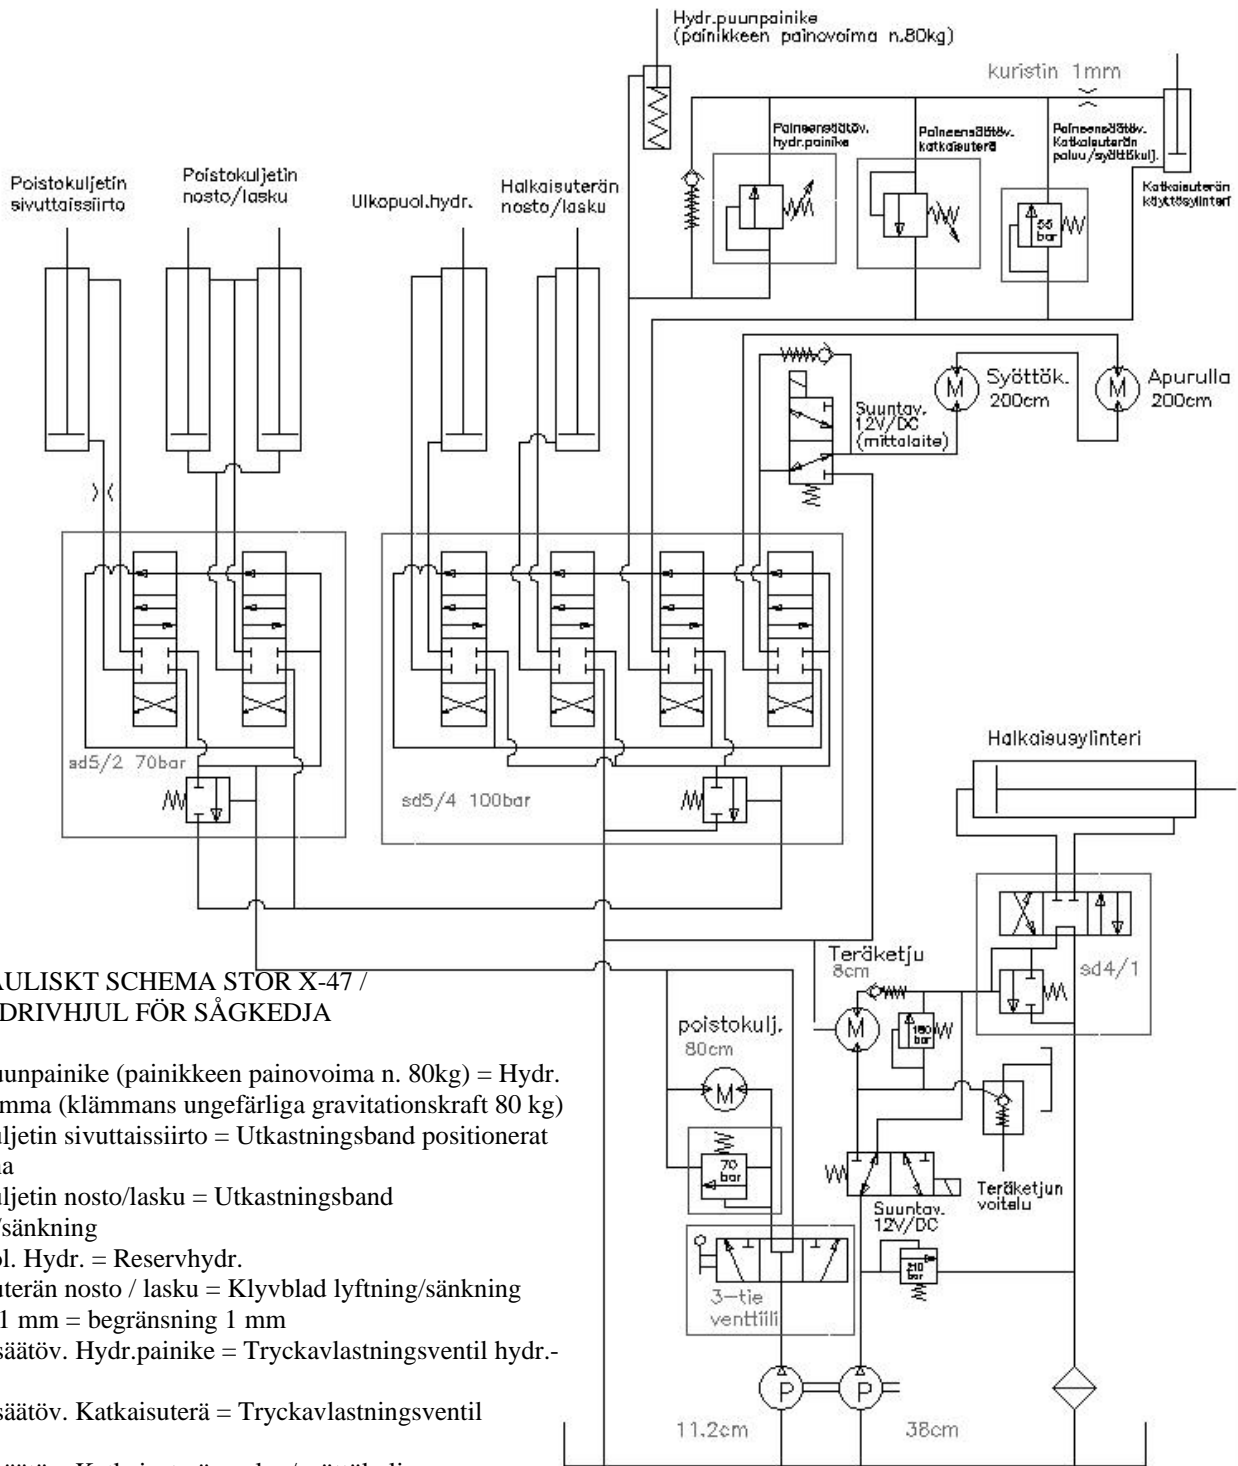 Hydr.puunpainike
(painikkeen painovoima n.80kg)
kuristin 1mm
Paineensäätöv.
hydr.painike
Paineensäätöv.
katkaisuterä
Paineensäätöv.
Katkaisuterän
paluu/syöttökulj.
Katkaisuterän
käyttösylinteri
55
bar
Poistokuljetin
sivuttaissiirto
Poistokuljetin
nosto/lasku
Ulkopuol.hydr.
Halkaisuterän
nosto/lasku
Suuntav.
12V/DC
(mittalaite)
M
Syöttök.
200cm
M
Apurulla
200cm
sd5/2 70bar
sd5/4 100bar
Halkaisusylinteri
sd4/1
Teräketju
8cm
M
180
bar
poistokulj.
80cm
M
70
bar
3-tie
venttiili
Suuntav.
12V/DC
210
bar
Teräketjun
voitelu
P
P
11.2cm
38cm
AULISKT SCHEMA STOR X-47 /
DRIVHJUL FÖR SÅGKEDJA
uunpainike (painikkeen painovoima n. 80kg) = Hydr.
mma (klämmans ungefärliga gravitationskraft 80 kg)
uljetin sivuttaissiirto = Utkastningsband positionerat
na
uljetin nosto/lasku = Utkastningsband
/sänkning
ol. Hydr. = Reservhydr.
uterän nosto / lasku = Klyvblad lyftning/sänkning
1 mm = begränsning 1 mm
säätöv. Hydr.painike = Tryckavlastningsventil hydr.-
säätöv. Katkaisuterä = Tryckavlastningsventil